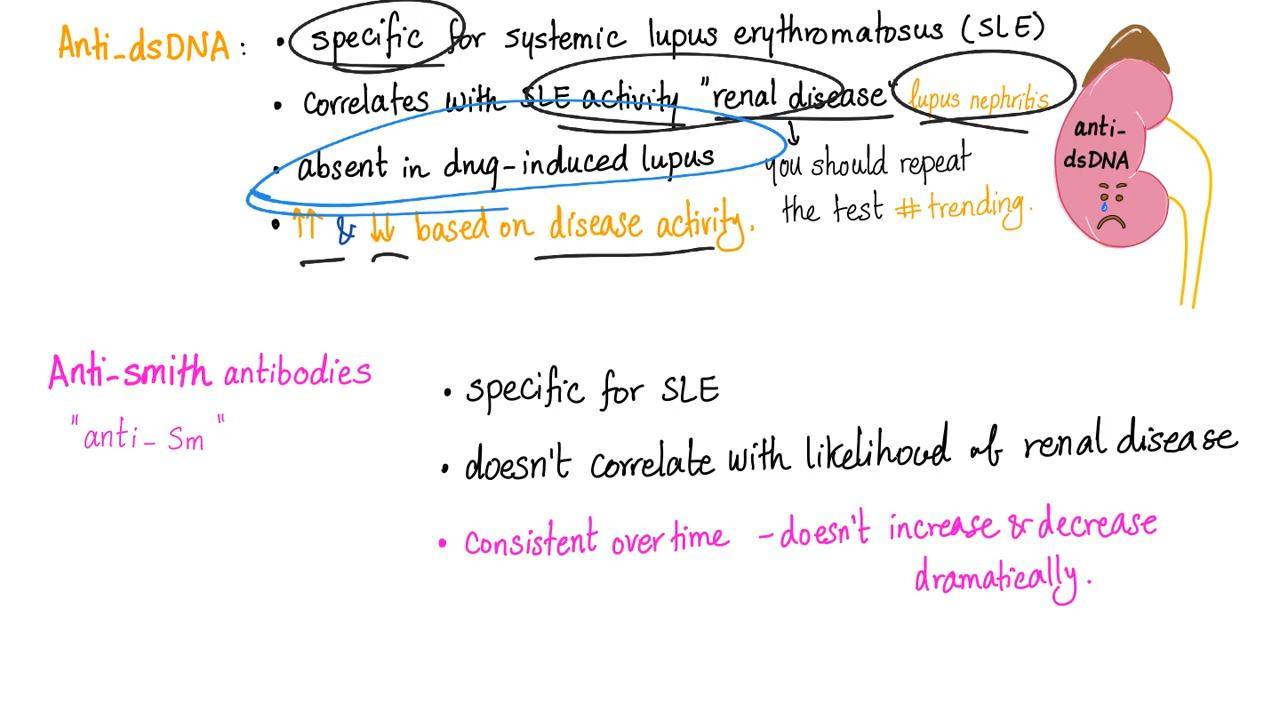 Anti-dsDNA: • specific for systemic lupus erythromatosus (SLE)
• correlates with SLE activity "renal disease" lupus nephritis
• absent in drug-induced lupus
you should repeat
the test # trending.
• ↑↑ & ↓↓ based on disease activity.
anti-
dsDNA
Anti-smith antibodies
"anti-Sm"
• specific for SLE
• doesn't correlate with likelihood of renal disease
• consistent over time - doesn't increase & decrease
dramatically.